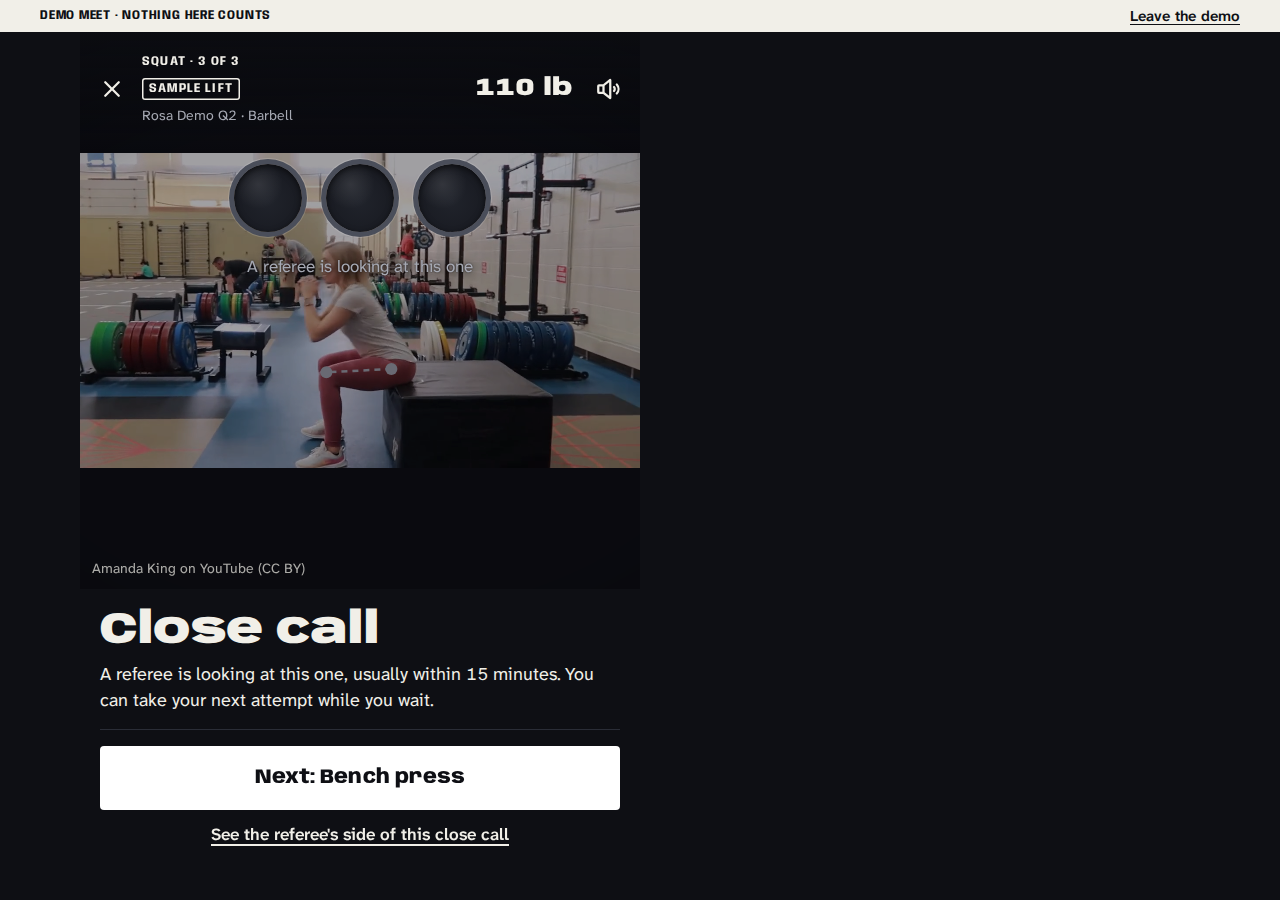 DEMO MEET · NOTHING HERE COUNTS
Leave the demo
SQUAT · 3 OF 3
SAMPLE LIFT
Rosa Demo Q2 · Barbell
110 lb
A referee is looking at this one
Amanda King on YouTube (CC BY)
Close call
A referee is looking at this one, usually within 15 minutes. You
can take your next attempt while you wait.
Next: Bench press
See the referee's side of this close call